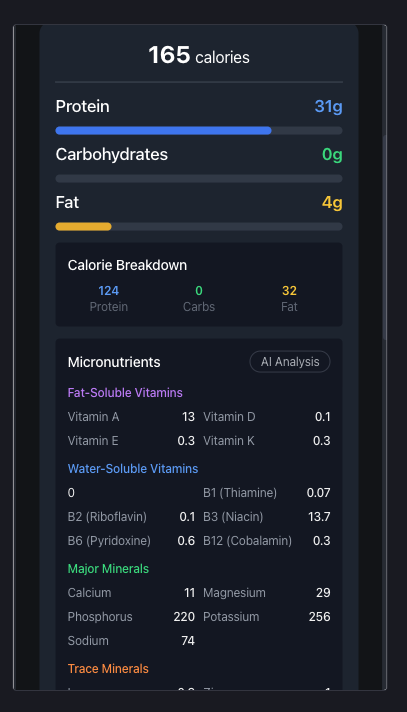 165 calories
Protein 31g
Carbohydrates 0g
Fat 4g
Calorie Breakdown
124 0 32
Protein Carbs Fat
Micronutrients AI Analysis
Fat-Soluble Vitamins
Vitamin A 13 Vitamin D 0.1
Vitamin E 0.3 Vitamin K 0.3
Water-Soluble Vitamins
0 B1 (Thiamine) 0.07
B2 (Riboflavin) 0.1 B3 (Niacin) 13.7
B6 (Pyridoxine) 0.6 B12 (Cobalamin) 0.3
Major Minerals
Calcium 11 Magnesium 29
Phosphorus 220 Potassium 256
Sodium 74
Trace Minerals